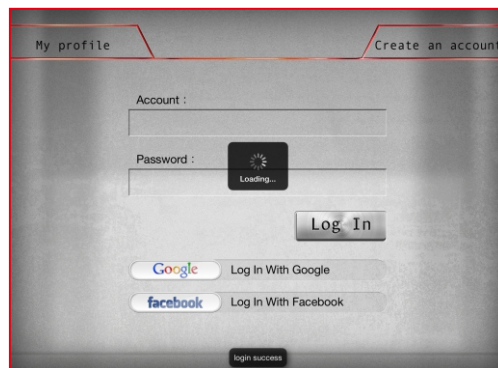 My profile
Create an account
Account :
Password :
Loading...
Log In
Google Log In With Google
facebook Log In With Facebook
login success